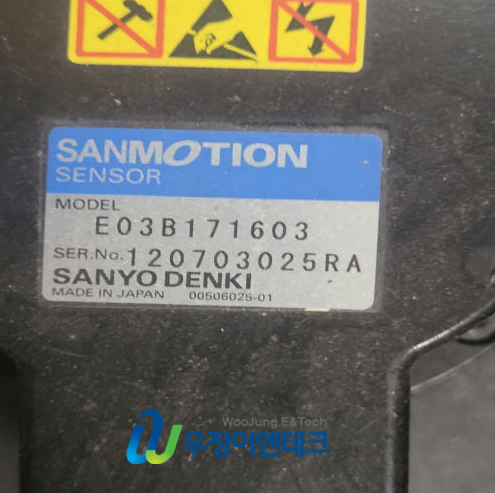 SANMOTION
SENSOR
MODEL
E03B171603
SER.No. 120703025RA
SANYO DENKI
MADE IN JAPAN 00506025-01
WooJung E&Tech
우정이엔테크